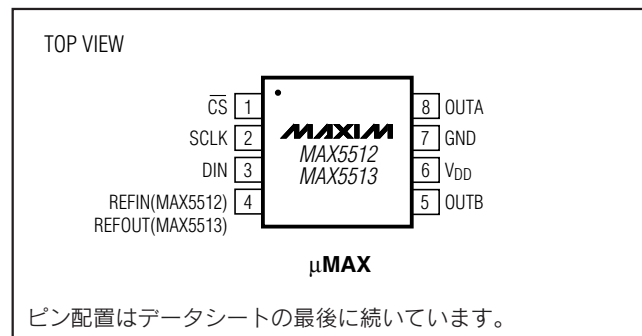 TOP VIEW
CS 1
SCLK 2
DIN 3
REFIN(MAX5512) 4
REFOUT(MAX5513)
MAXIM
MAX5512
MAX5513
8 OUTA
7 GND
6 VDD
5 OUTB
μMAX
ピン配置はデータシートの最後に続いています。